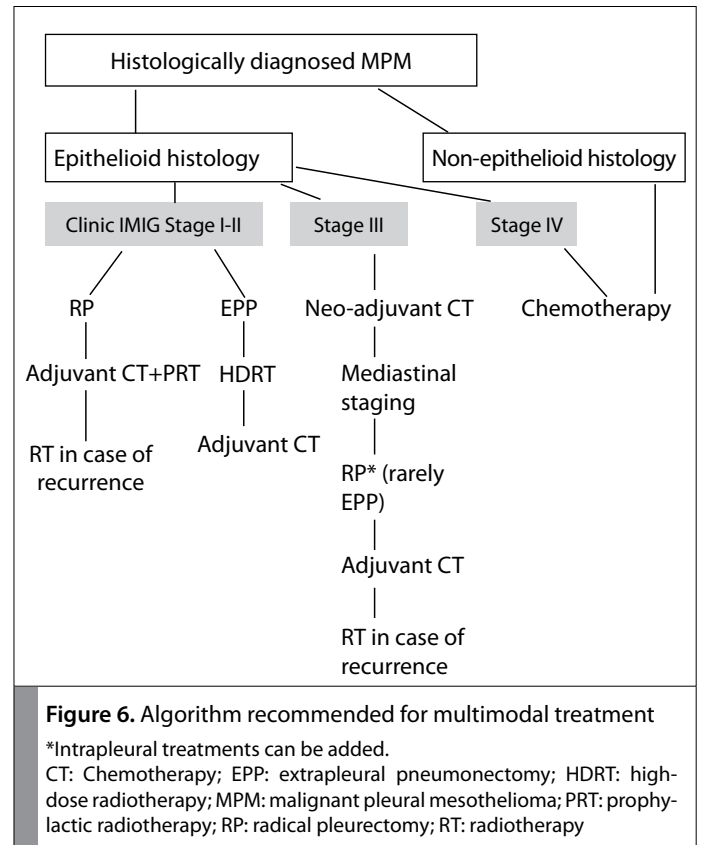 Histologically diagnosed MPM
Epithelioid histology
Non-epithelioid histology
Clinic IMIG Stage I-II
Stage III
Stage IV
RP
EPP
Neo-adjuvant CT
Chemotherapy
Adjuvant CT+PRT
HDRT
Mediastinal
staging
RT in case of
recurrence
Adjuvant CT
RP* (rarely
EPP)
Adjuvant CT
RT in case of
recurrence
Figure 6. Algorithm recommended for multimodal treatment
*Intrapleural treatments can be added.
CT: Chemotherapy; EPP: extrapleural pneumonectomy; HDRT: high-
dose radiotherapy; MPM: malignant pleural mesothelioma; PRT: prophy-
lactic radiotherapy; RP: radical pleurectomy; RT: radiotherapy